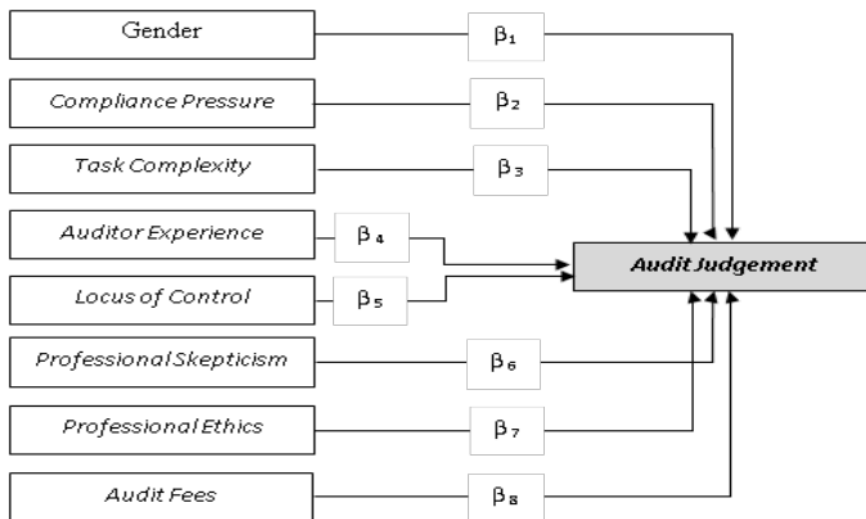 Gender
β₁
Compliance Pressure
β₂
Task Complexity
β₃
Auditor Experience
β₄
Audit Judgement
Locus of Control
β₅
Professional Skepticism
β₆
Professional Ethics
β₇
Audit Fees
β₈